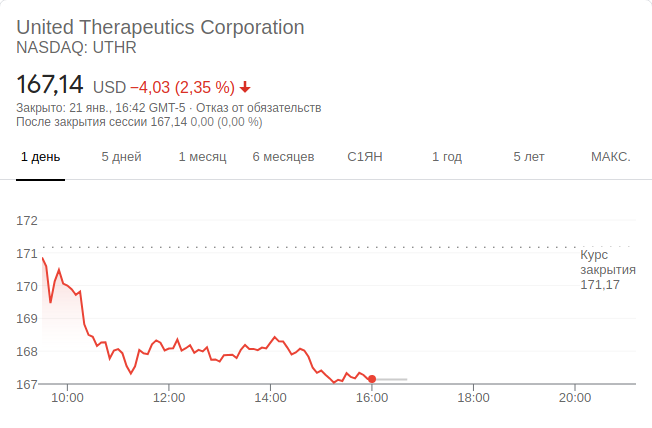 United Therapeutics Corporation
NASDAQ: UTHR
167,14 USD −4,03 (2,35 %)
Закрыто: 21 янв., 16:42 GMT-5 · Отказ от обязательств
После закрытия сессии 167,14 0,00 (0,00 %)
1 день 5 дней 1 месяц 6 месяцев С1ЯН 1 год 5 лет МАКС.
172
171
170
169
168
167
Курс
закрытия
171,17
10:00 12:00 14:00 16:00 18:00 20:00